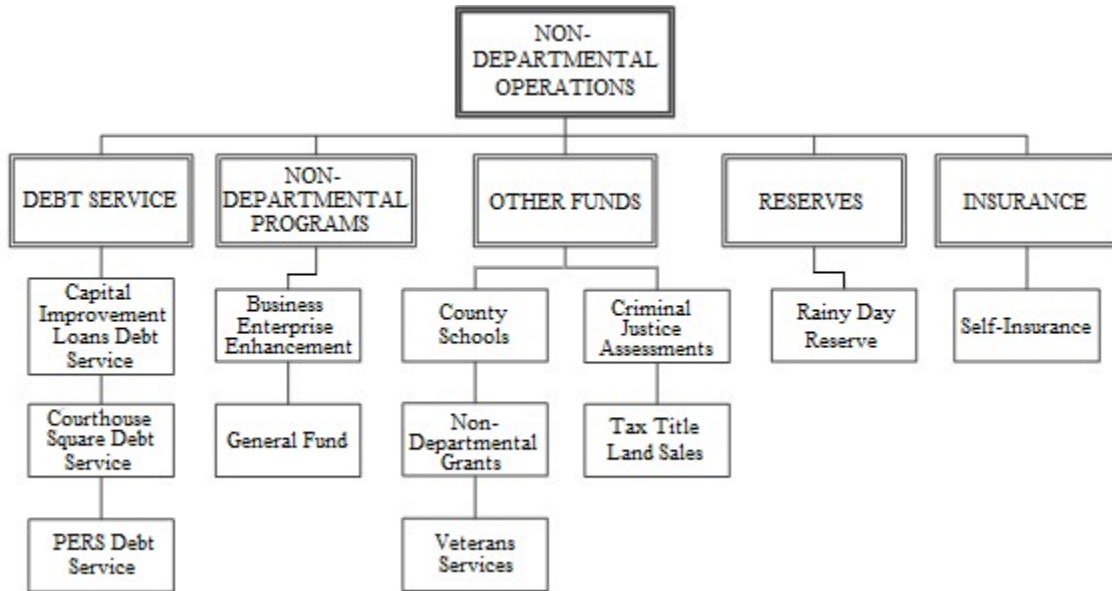 NON-
DEPARTMENTAL
OPERATIONS
DEBT SERVICE
NON-
DEPARTMENTAL
PROGRAMS
OTHER FUNDS
RESERVES
INSURANCE
Capital
Improvement
Loans Debt
Service
Courthouse
Square Debt
Service
PERS Debt
Service
Business
Enterprise
Enhancement
General Fund
County
Schools
Non-
Departmental
Grants
Veterans
Services
Criminal
Justice
Assessments
Tax Title
Land Sales
Rainy Day
Reserve
Self-Insurance